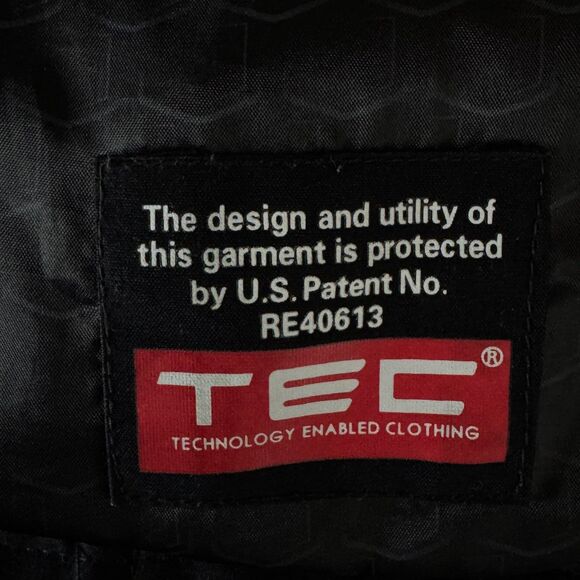 The design and utility of
this garment is protected
by U.S. Patent No.
RE40613
TEC®
TECHNOLOGY ENABLED CLOTHING